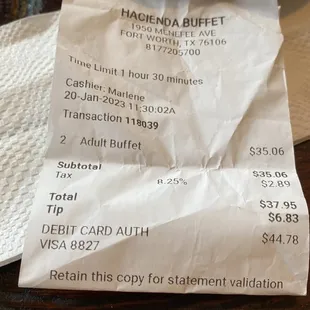 HACIENDA BUFFET
1950 MENEFEE AVE
FORT WORTH, TX 76106
8177205700
Time Limit 1 hour 30 minutes
Cashier: Marlene
20-Jan-2023 11:30:02A
Transaction 118039
2 Adult Buffet $35.06
Subtotal $35.06
Tax 8.25% $2.89
Total $37.95
Tip $6.83
DEBIT CARD AUTH $44.78
VISA 8827
Retain this copy for statement validation